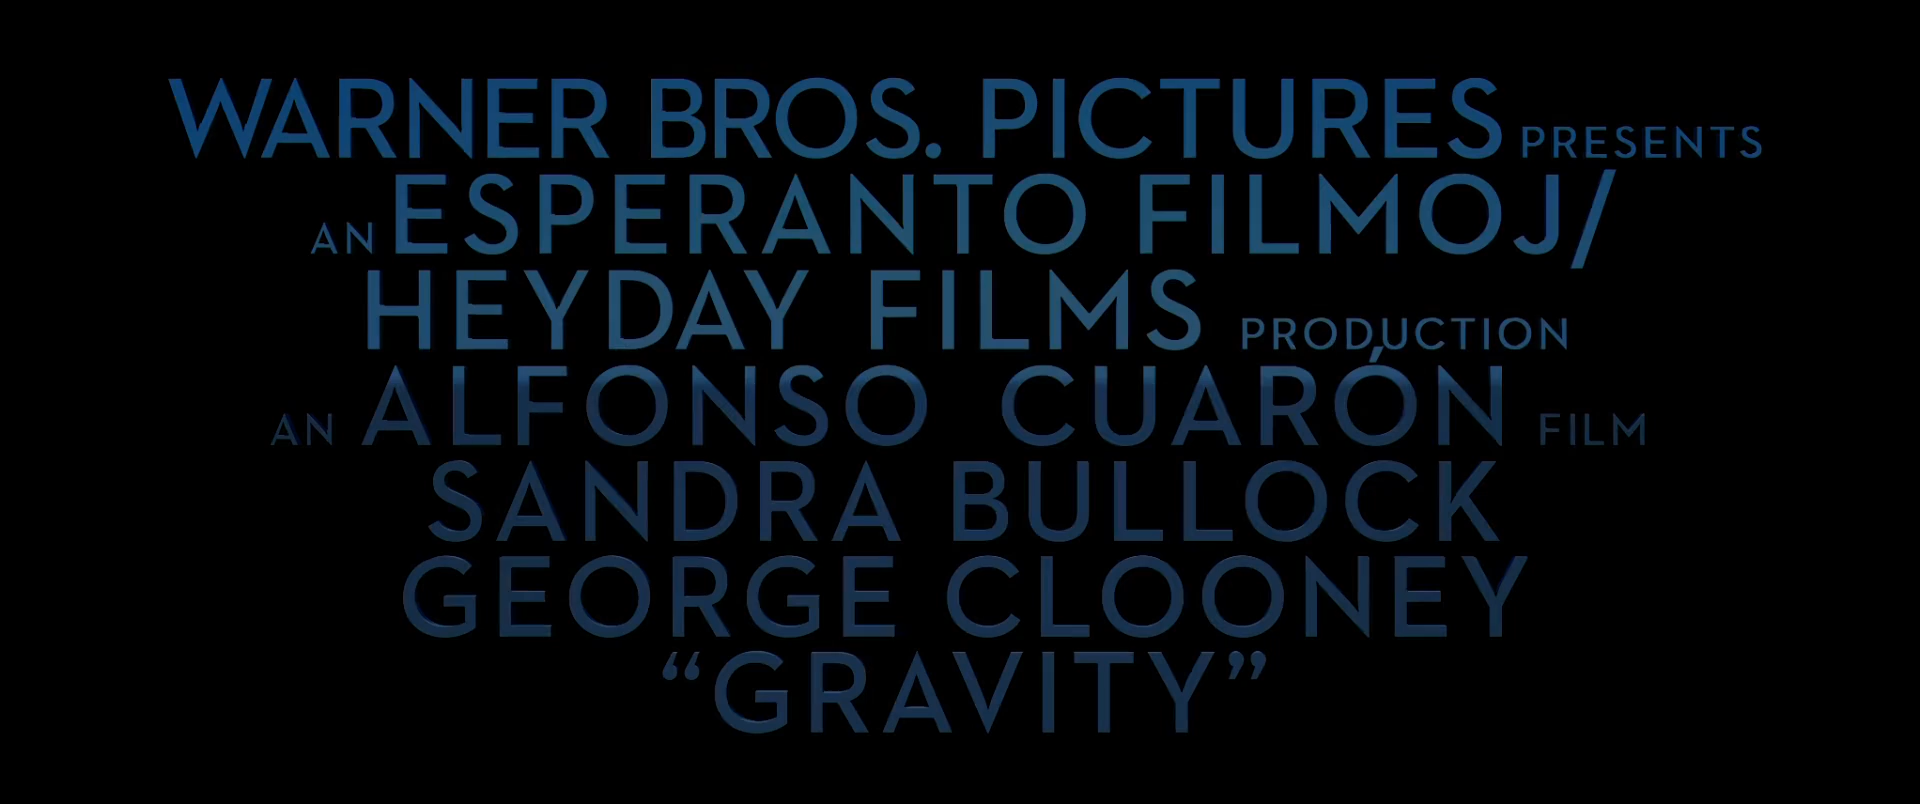 WARNER BROS. PICTURES PRESENTS
AN ESPERANTO FILMOJ/
HEYDAY FILMS PRODUCTION
AN ALFONSO CUARÓN FILM
SANDRA BULLOCK
GEORGE CLOONEY
“GRAVITY”